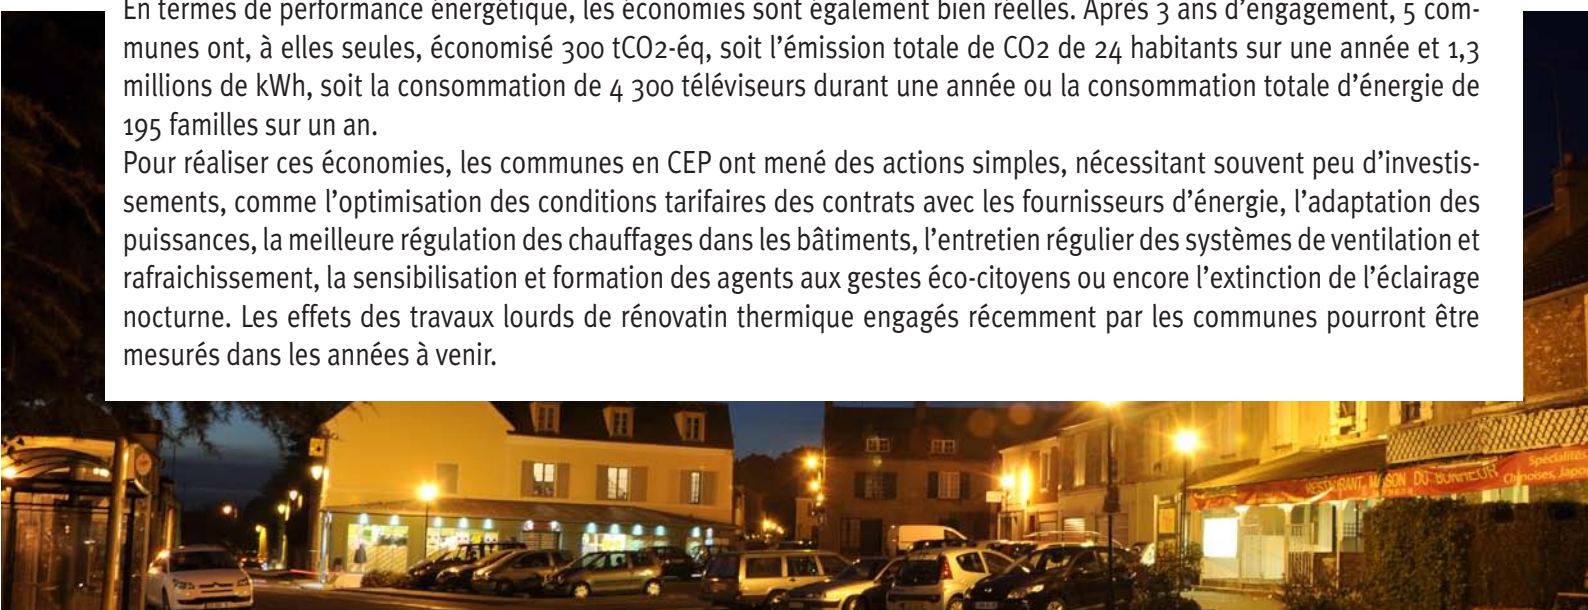 En termes de performance énergétique, les économies sont également bien réelles. Après 3 ans d’engagement, 5 com-
munes ont, à elles seules, économisé 300 tCO2-éq, soit l’émission totale de CO2 de 24 habitants sur une année et 1,3
millions de kWh, soit la consommation de 4 300 téléviseurs durant une année ou la consommation totale d’énergie de
195 familles sur un an.
Pour réaliser ces économies, les communes en CEP ont mené des actions simples, nécessitant souvent peu d’investis-
sements, comme l’optimisation des conditions tarifaires des contrats avec les fournisseurs d’énergie, l’adaptation des
puissances, la meilleure régulation des chauffages dans les bâtiments, l’entretien régulier des systèmes de ventilation et
rafraichissement, la sensibilisation et formation des agents aux gestes éco-citoyens ou encore l’extinction de l’éclairage
nocturne. Les effets des travaux lourds de rénovatin thermique engagés récemment par les communes pourront être
mesurés dans les années à venir.
RESTAURANT, MAISON DU BONHEUR
Spécialités
Chinoises, Japo